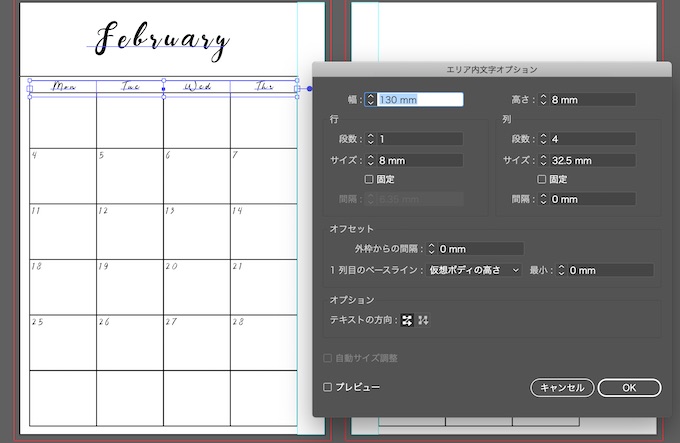 February
Mon Tue Wed Thr
4 5 6 7
11 12 13 14
18 19 20 21
25 26 27 28
エリア内文字オプション
幅： 130 mm 高さ： 8 mm
行 列
段数： 1 段数： 4
サイズ： 8 mm サイズ： 32.5 mm
固定 固定
間隔： 6.35 mm 間隔： 0 mm
オフセット
外枠からの間隔： 0 mm
1 列目のベースライン： 仮想ボディの高さ 最小： 0 mm
オプション
テキストの方向：
自動サイズ調整
プレビュー キャンセル OK